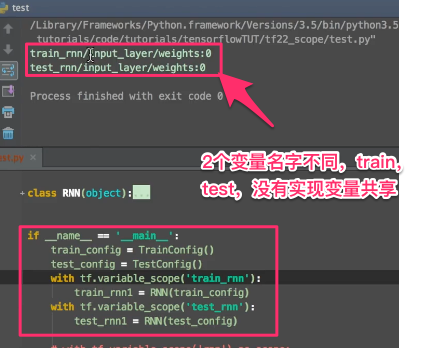 test
/Library/Frameworks/Python.framework/Versions/3.5/bin/python3.5
_tutorials/code/tutorials/tensorflowTUT/tf22_scope/test.py"
train_rnn/input_layer/weights:0
test_rnn/input_layer/weights:0
Process finished with exit code 0
2个变量名字不同，train，
test，没有实现变量共享
class RNN(object):...
if __name__ == '__main__':
train_config = TrainConfig()
test_config = TestConfig()
with tf.variable_scope('train_rnn'):
train_rnn1 = RNN(train_config)
with tf.variable_scope('test_rnn'):
test_rnn1 = RNN(test_config)